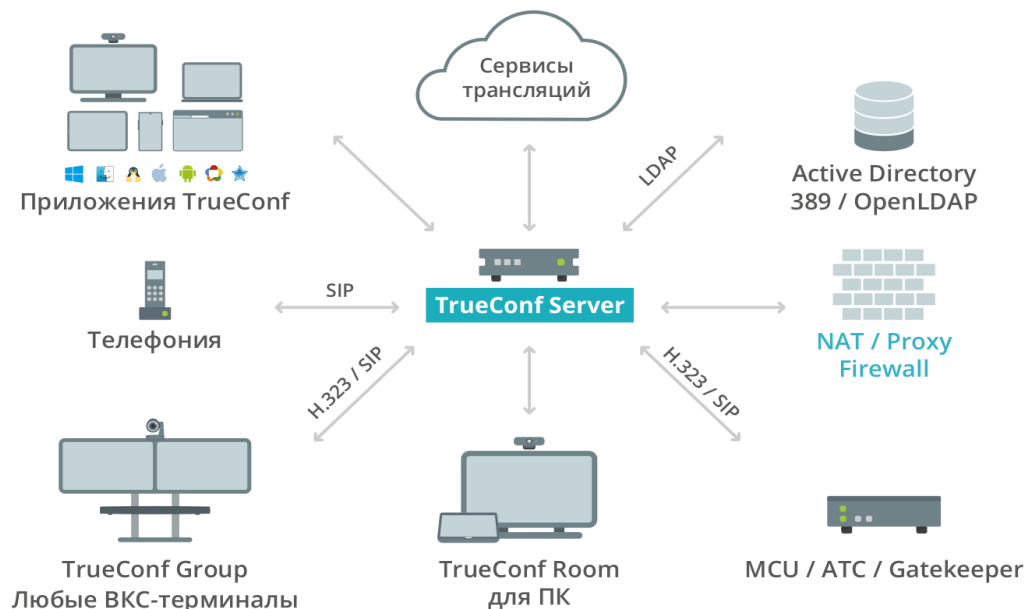 Сервисы
трансляций
Приложения TrueConf
LDAP
Active Directory
389 / OpenLDAP
SIP
TrueConf Server
Телефония
NAT / Proxy
Firewall
H.323 / SIP
H.323 / SIP
TrueConf Group
Любые ВКС-терминалы
TrueConf Room
для ПК
MCU / ATC / Gatekeeper